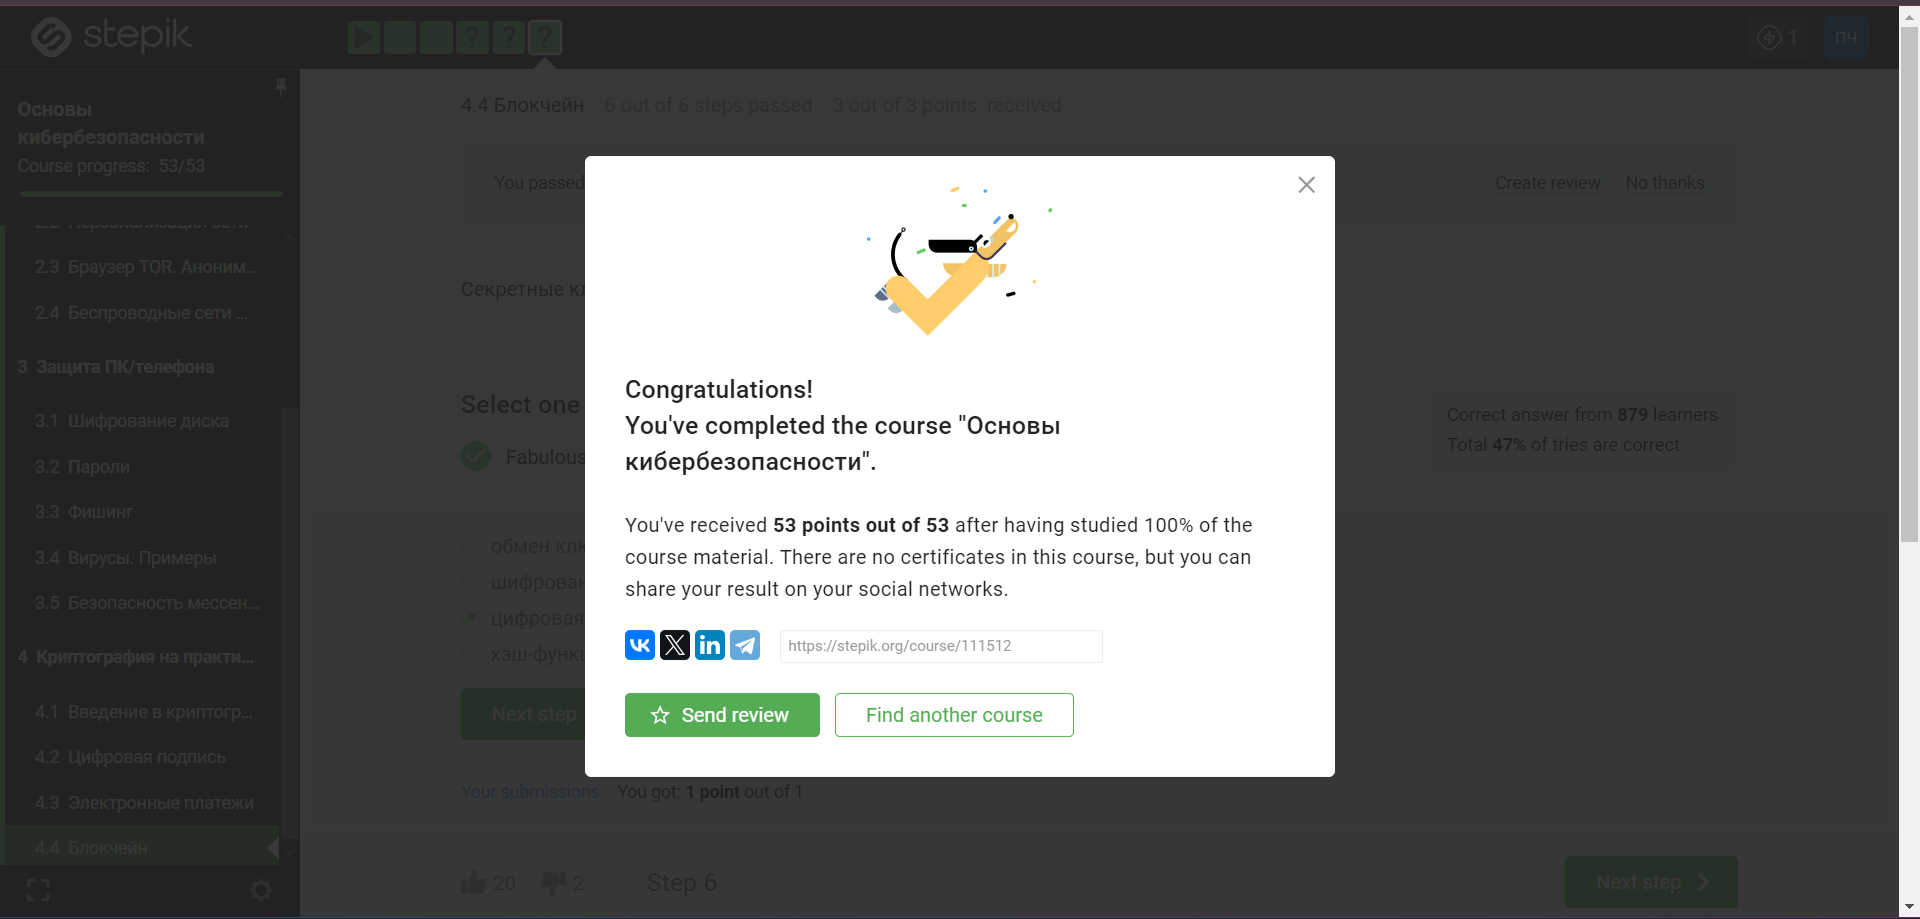 stepik
?
?
?
1
ПЧ
Основы
кибербезопасности
Course progress: 53/53
2.3 Браузер TOR. Аноним...
2.4 Беспроводные сети ...
3 Защита ПК/телефона
3.1 Шифрование диска
3.2 Пароли
3.3 Фишинг
3.4 Вирусы. Примеры
3.5 Безопасность мессен...
4 Криптография на практи...
4.1 Введение в криптогр...
4.2 Цифровая подпись
4.3 Электронные платежи
4.4 Блокчейн
4.4 Блокчейн 6 out of 6 steps passed 3 out of 3 points received
You passed
Create review No thanks
Секретные
Select one
Correct answer from 879 learners
Total 47% of tries are correct
Fabulous
обмен
цифровая
Next step
Your submissions You got: 1 point out of 1
20 2 Step 6
Next step
Congratulations!
You've completed the course "Основы
кибербезопасности".
You've received 53 points out of 53 after having studied 100% of the
course material. There are no certificates in this course, but you can
share your result on your social networks.
https://stepik.org/course/111512
Send review
Find another course